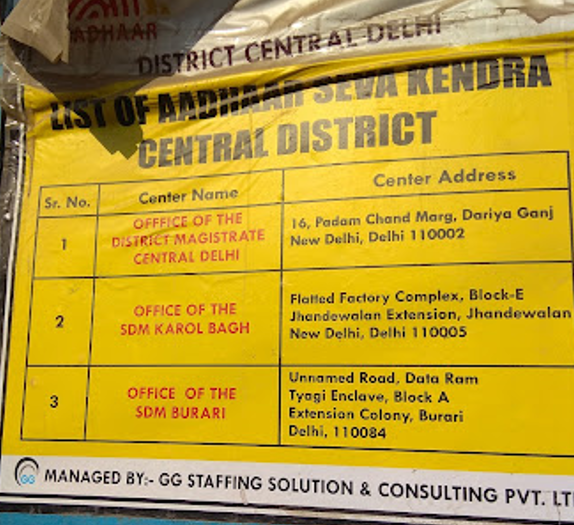 AADHAAR
DISTRICT CENTRAL DELHI
LIST OF AADHAAR SEVA KENDRA
CENTRAL DISTRICT
Sr. No. Center Name Center Address
1 OFFFICE OF THE DISTRICT MAGISTRATE CENTRAL DELHI
16, Padam Chand Marg, Dariya Ganj
New Delhi, Delhi 110002
2 OFFICE OF THE SDM KAROL BAGH
Flatted Factory Complex, Block-E
Jhandewalan Extension, Jhandewalan
New Delhi, Delhi 110005
3 OFFICE OF THE SDM BURARI
Unnamed Road, Data Ram
Tyagi Enclave, Block A
Extension Colony, Burari
Delhi, 110084
GG MANAGED BY:- GG STAFFING SOLUTION & CONSULTING PVT. LT